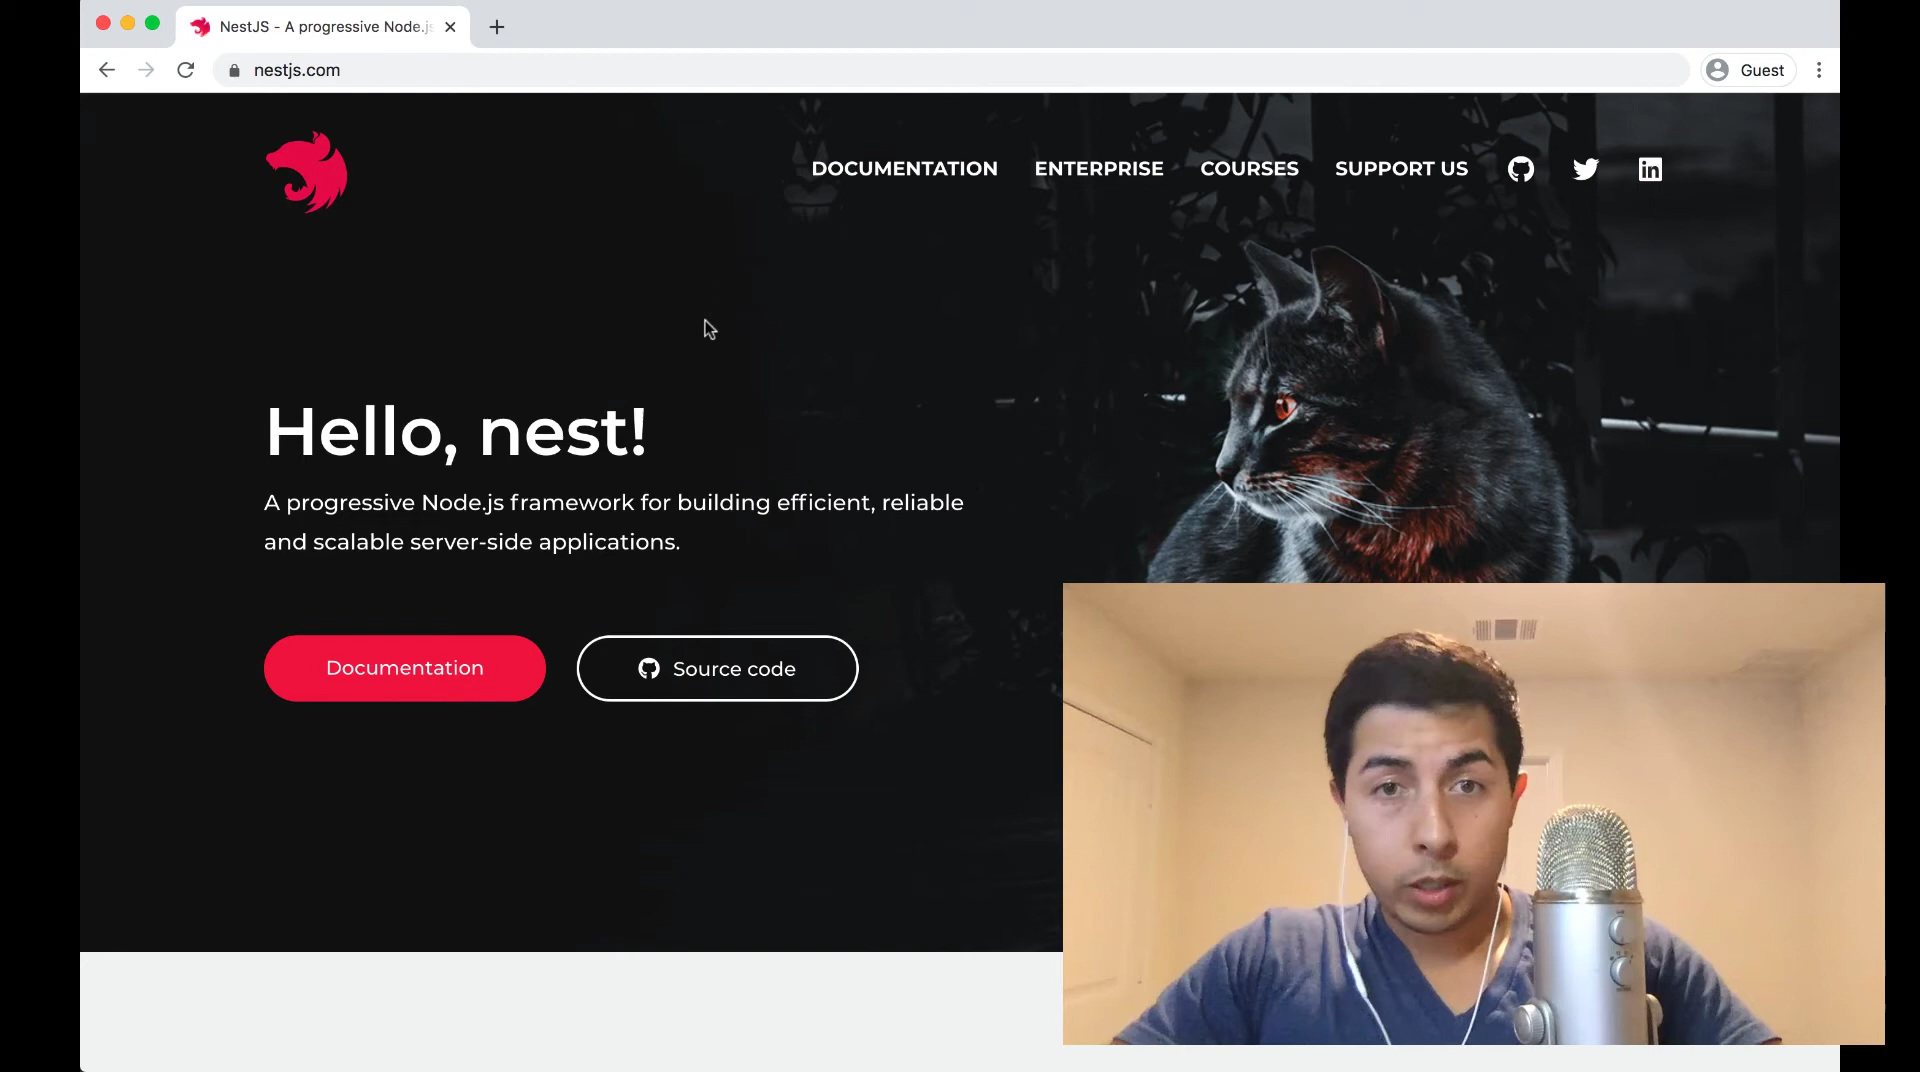 NestJS - A progressive Node.js
nestjs.com
Guest
DOCUMENTATION ENTERPRISE COURSES SUPPORT US
Hello, nest!
A progressive Node.js framework for building efficient, reliable
and scalable server-side applications.
Documentation
Source code